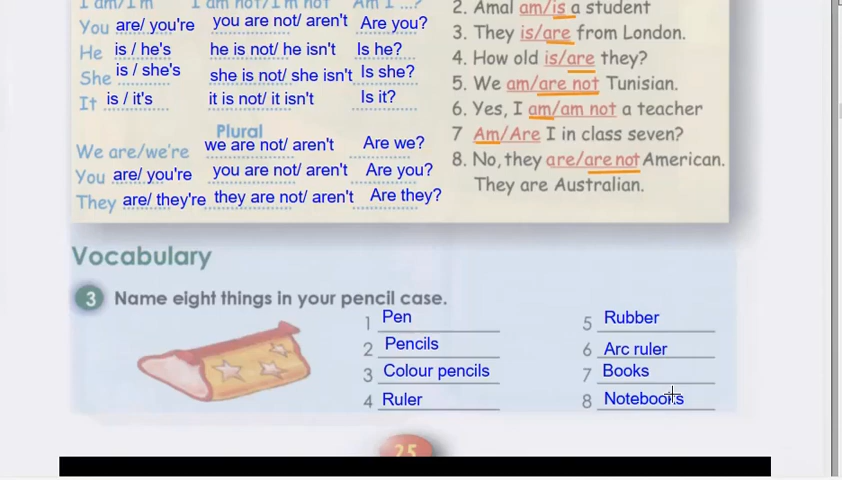 I am/I'm I am not/I'm not Am I ...?
You are/ you're you are not/ aren't Are you?
He is / he's he is not/ he isn't Is he?
She is / she's she is not/ she isn't Is she?
It is / it's it is not/ it isn't Is it?
Plural
We are/we're we are not/ aren't Are we?
You are/ you're you are not/ aren't Are you?
They are/ they're they are not/ aren't Are they?
2. Amal am/is a student
3. They is/are from London.
4. How old is/are they?
5. We am/are not Tunisian.
6. Yes, I am/am not a teacher
7 Am/Are I in class seven?
8. No, they are/are not American.
They are Australian.
Vocabulary
3 Name eight things in your pencil case.
1 Pen
2 Pencils
3 Colour pencils
4 Ruler
5 Rubber
6 Arc ruler
7 Books
8 Notebooks
25